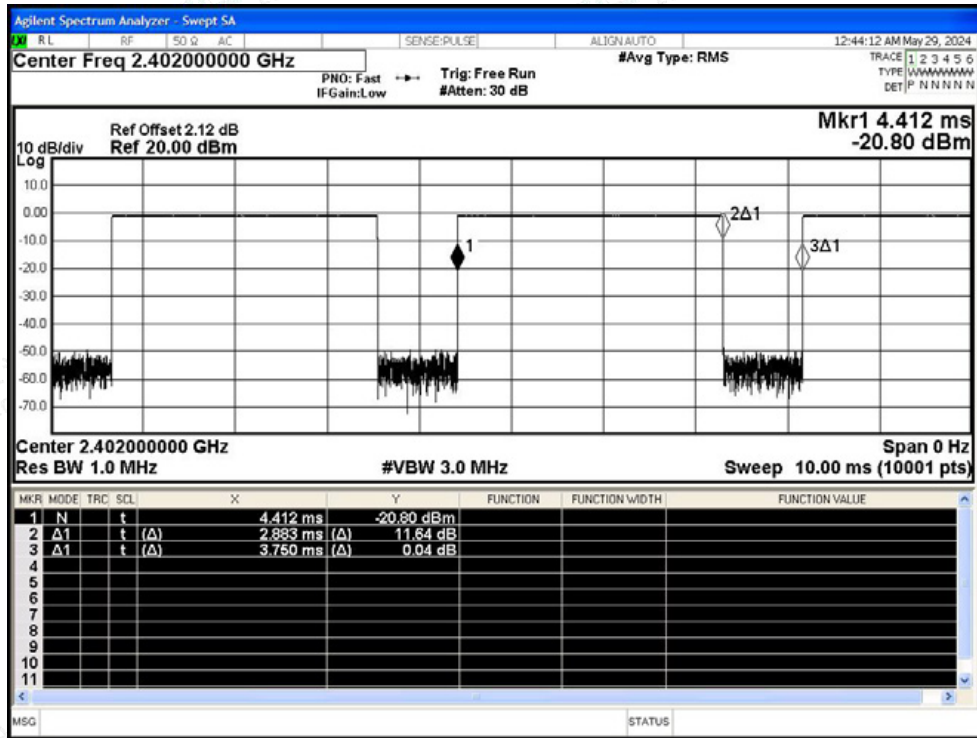 Agilent Spectrum Analyzer - Swept SA
RL RF 50 Ω AC SENSE:PULSE ALIGN AUTO 12:44:12 AM May 29, 2024
Center Freq 2.402000000 GHz
PNO: Fast
IFGain:Low
Trig: Free Run
#Atten: 30 dB
#Avg Type: RMS
TRACE 1 2 3 4 5 6
TYPE WWWWWW
DET P N N N N N
Mkr1 4.412 ms
-20.80 dBm
Ref Offset 2.12 dB
10 dB/div Ref 20.00 dBm
Log
10.0
0.00
-10.0
-20.0
-30.0
-40.0
-50.0
-60.0
-70.0
1
2Δ1
3Δ1
Center 2.402000000 GHz Span 0 Hz
Res BW 1.0 MHz #VBW 3.0 MHz Sweep 10.00 ms (10001 pts)
MKR MODE TRC SCL X Y FUNCTION FUNCTION WIDTH FUNCTION VALUE
1 N t 4.412 ms -20.80 dBm
2 Δ1 t (Δ) 2.883 ms (Δ) 11.64 dB
3 Δ1 t (Δ) 3.750 ms (Δ) 0.04 dB
4
5
6
7
8
9
10
11
MSG STATUS